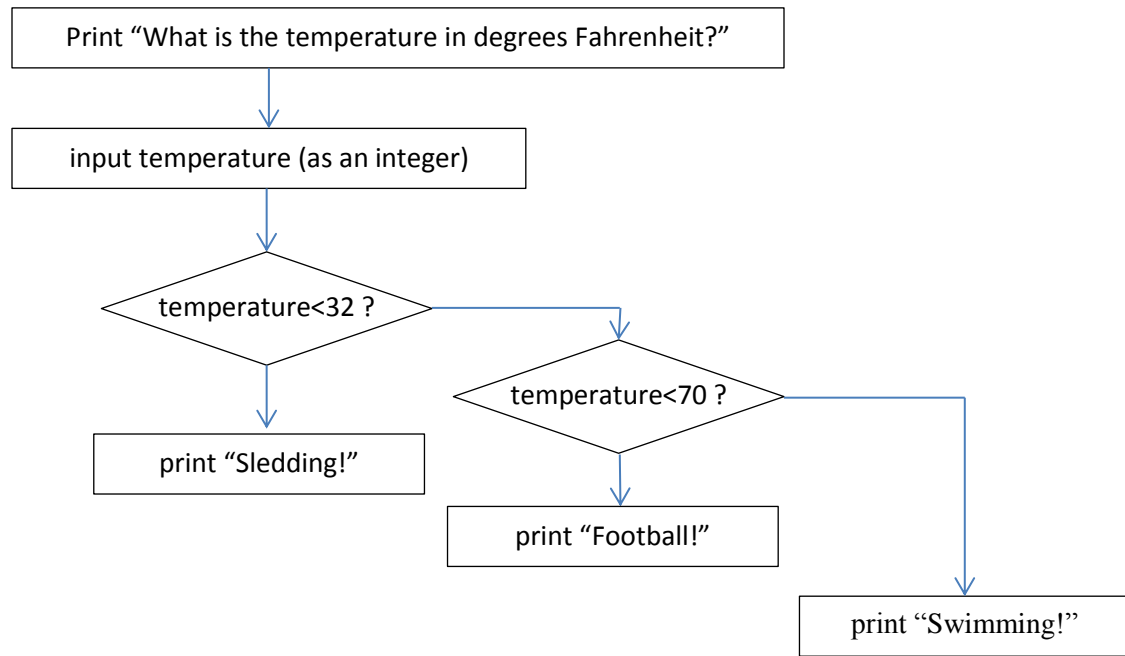 Print “What is the temperature in degrees Fahrenheit?”
input temperature (as an integer)
temperature<32 ?
temperature<70 ?
print “Sledding!”
print “Football!”
print “Swimming!”